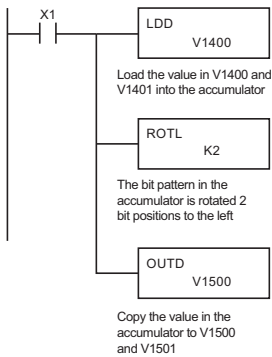 X1
LDD
V1400
Load the value in V1400 and
V1401 into the accumulator
ROTL
K2
The bit pattern in the
accumulator is rotated 2
bit positions to the left
OUTD
V1500
Copy the value in the
accumulator to V1500
and V1501